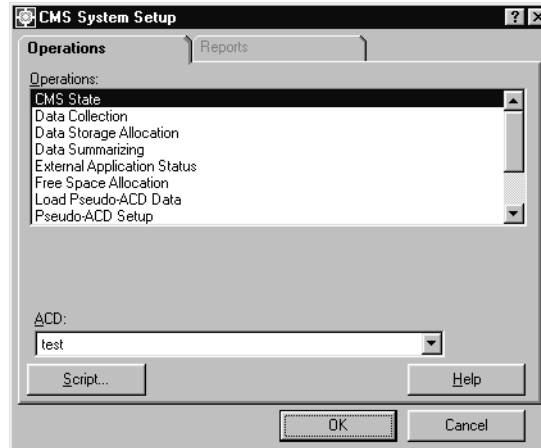 CMS System Setup
Operations
Reports
Operations:
CMS State
Data Collection
Data Storage Allocation
Data Summarizing
External Application Status
Free Space Allocation
Load Pseudo-ACD Data
Pseudo-ACD Setup
ACD:
test
Script...
Help
OK
Cancel